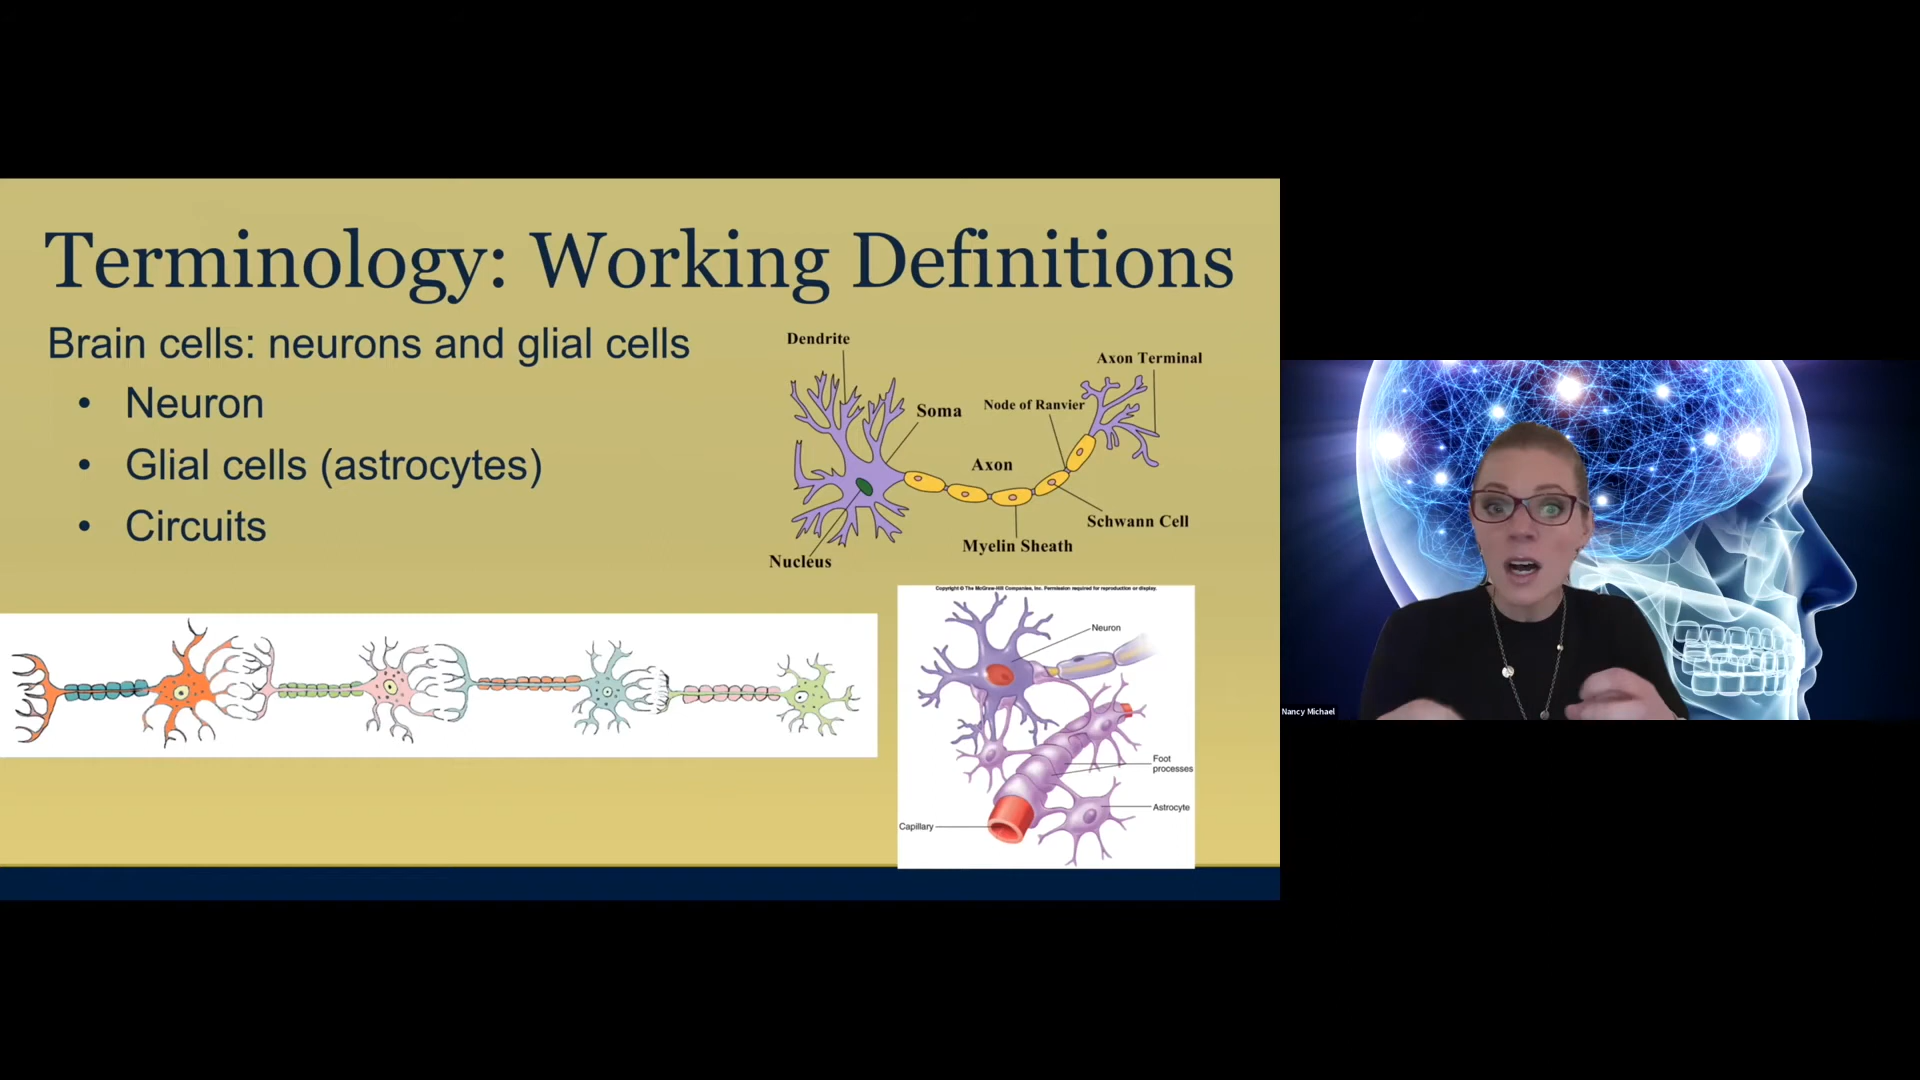 Terminology: Working Definitions
Brain cells: neurons and glial cells
• Neuron
• Glial cells (astrocytes)
• Circuits
Dendrite
Axon Terminal
Soma
Node of Ranvier
Axon
Schwann Cell
Myelin Sheath
Nucleus
Copyright © The McGraw-Hill Companies, Inc. Permission required for reproduction or display.
Neuron
Foot
processes
Astrocyte
Capillary
Nancy Michael